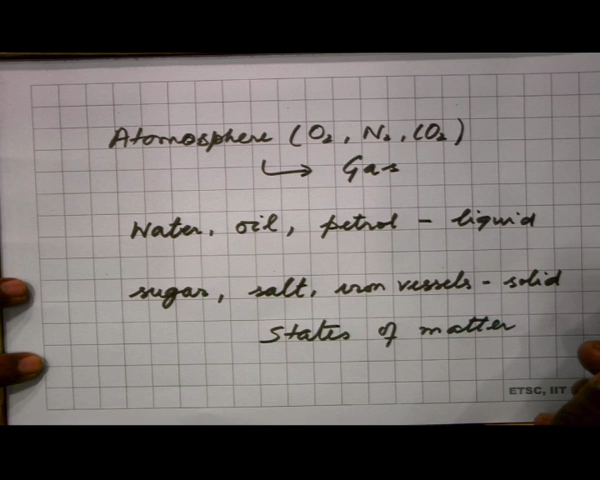 Atomosphere (O₂, N₂, CO₂)
↳ Gas
Water, oil, petrol - liquid
sugar, salt, iron vessels - solid
States of matter
ETSC, IIT